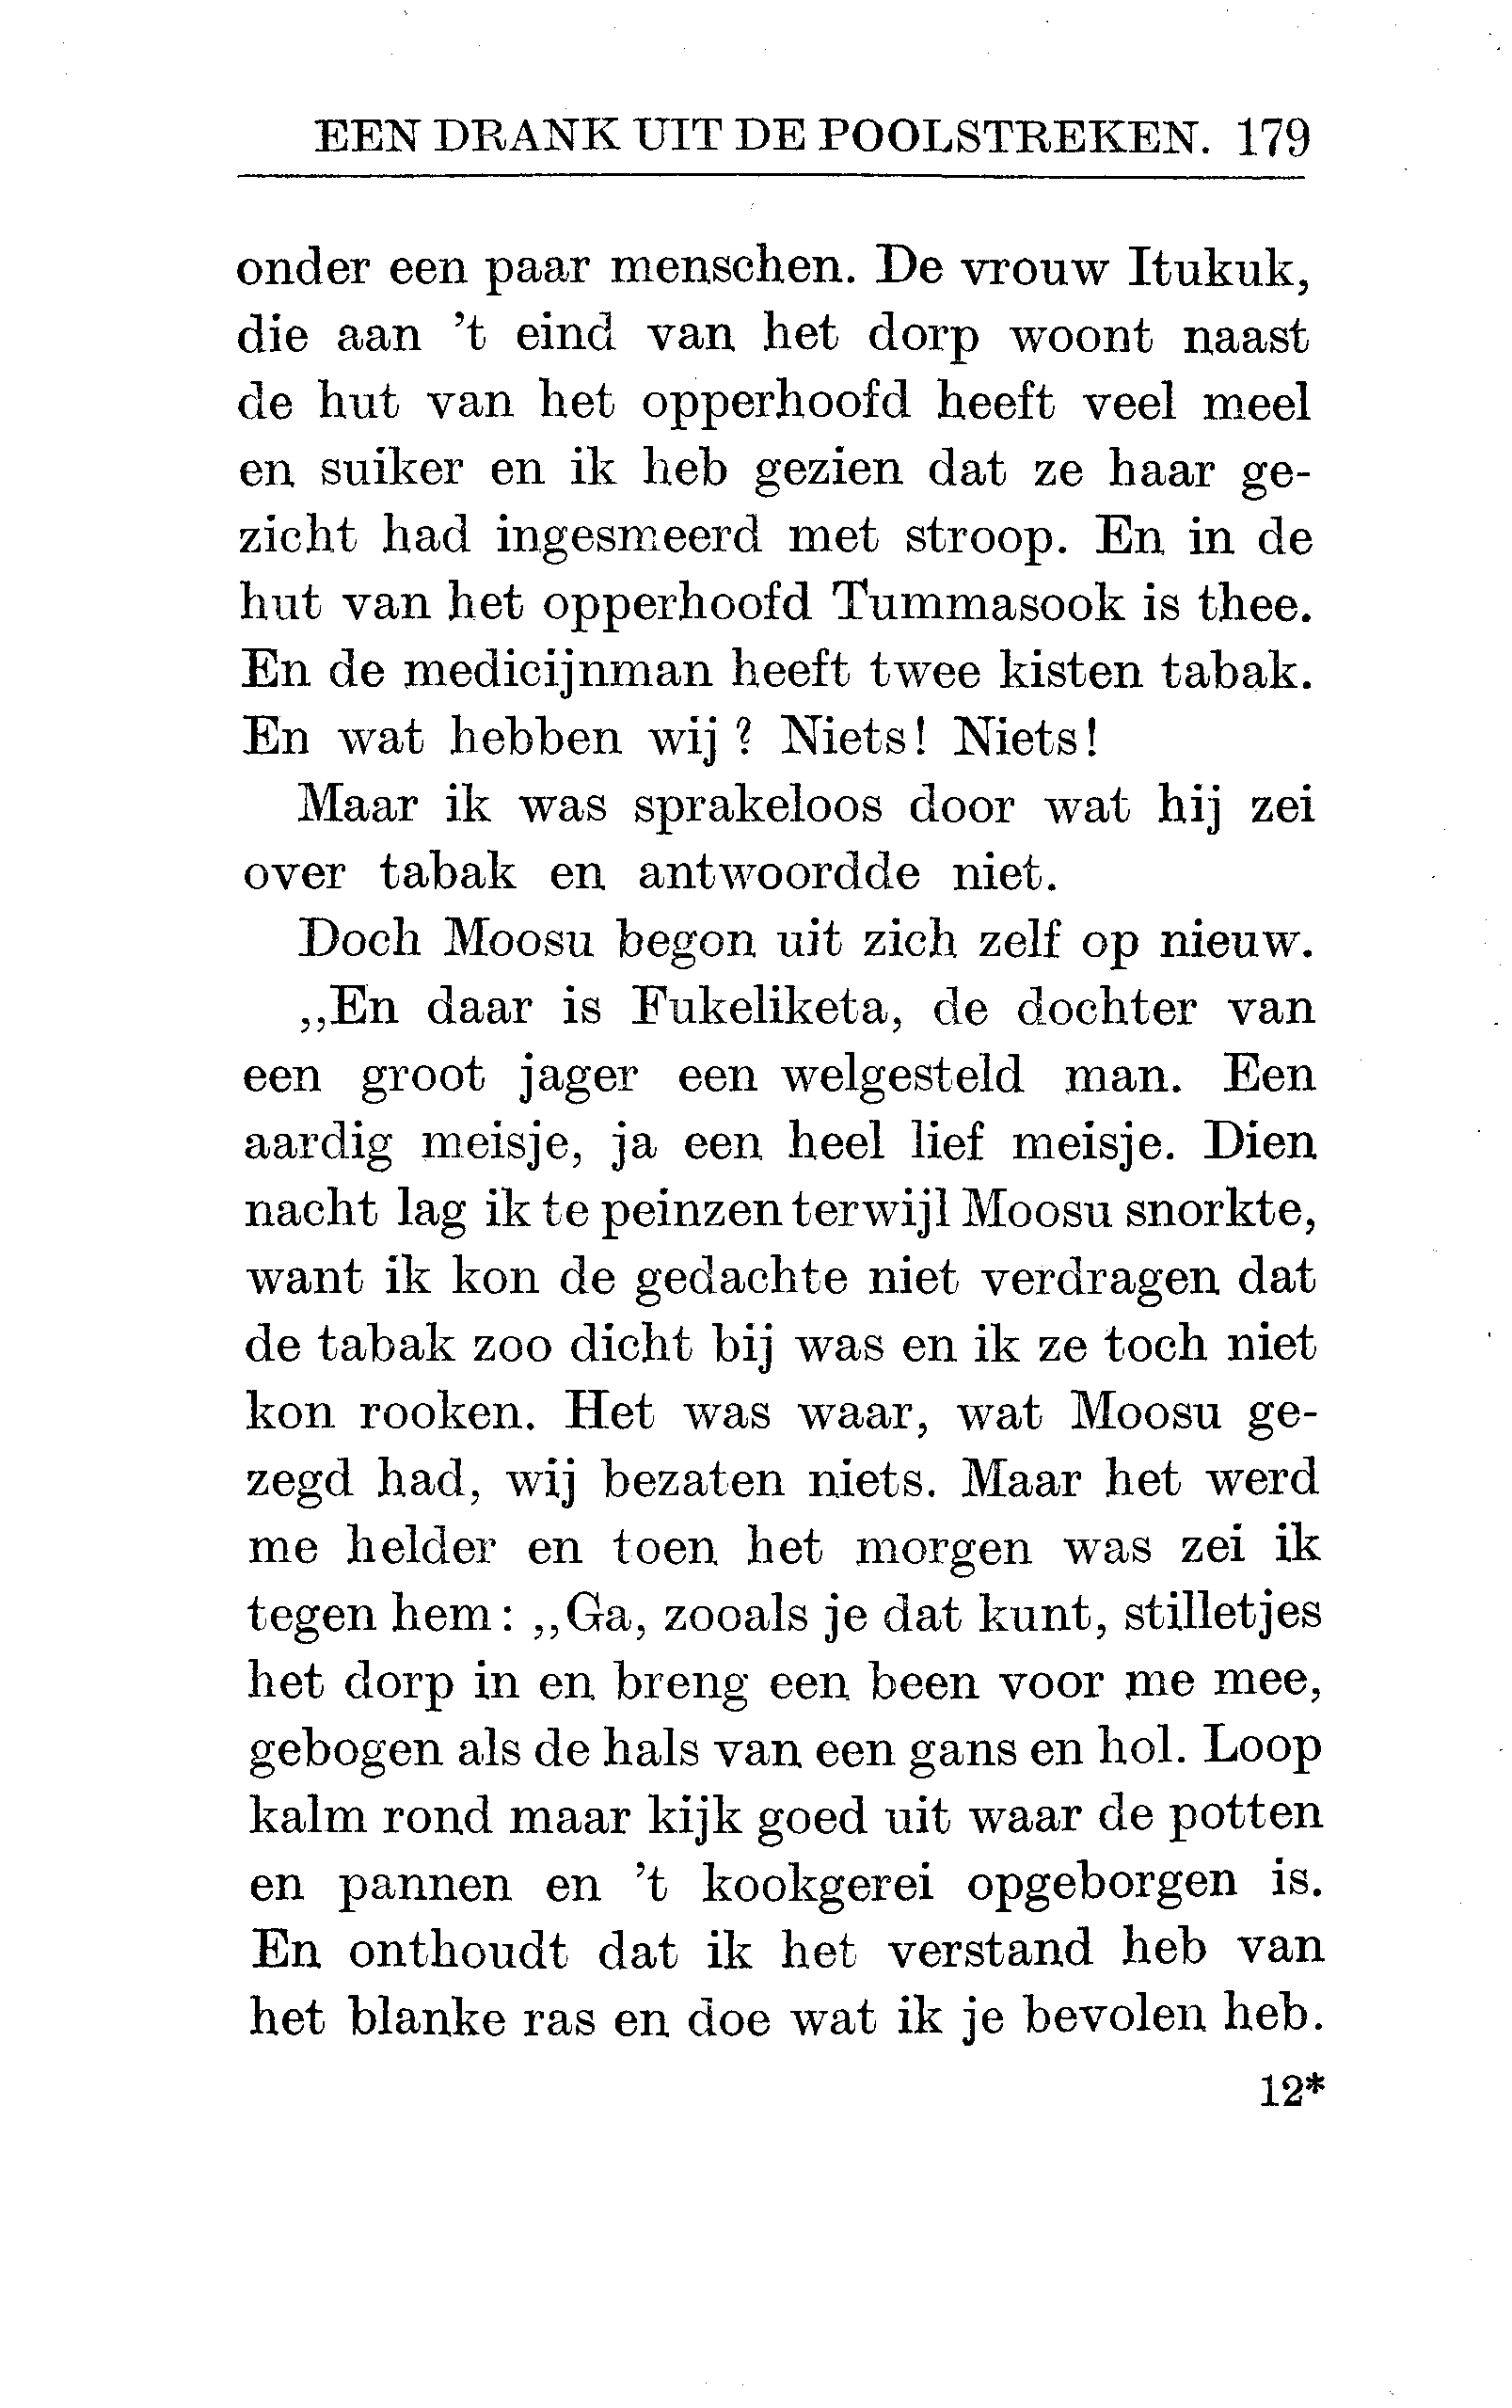 EEN DRANK UIT DE POOLSTREKEN. 179
onder een paar menschen. De vrouw Itukuk,
die aan 't eind van het dorp woont naast
de hut van het opperhoofd heeft veel meel
en suiker en ik heb gezien dat ze haar ge-
zicht had ingesmeerd met stroop. En in de
hut van het opperhoofd Tummasook is thee.
En de medicijnman heeft twee kisten tabak.
En wat hebben wij ? Niets! Niets!
Maar ik was sprakeloos door wat hij zei
over tabak en antwoordde niet.
Doch Moosu begon uit zich zelf op nieuw.
,,En daar is Fukeliketa, de dochter van
een groot jager een welgesteld man. Een
aardig meisje, ja een heel lief meisje. Dien
nacht lag ik te peinzen terwijl Moosu snorkte,
want ik kon de gedachte niet verdragen dat
de tabak zoo dicht bij was en ik ze toch niet
kon rooken. Het was waar, wat Moosu ge-
zegd had, wij bezaten niets. Maar het werd
me helder en toen het morgen was zei ik
tegen hem: ,,Ga, zooals je dat kunt, stilletjes
het dorp in en breng een been voor me mee,
gebogen als de hals van een gans en hol. Loop
kalm rond maar kijk goed uit waar de potten
en pannen en 't kookgerei opgeborgen is.
En onthoudt dat ik het verstand heb van
het blanke ras en doe wat ik je bevolen heb.
12*